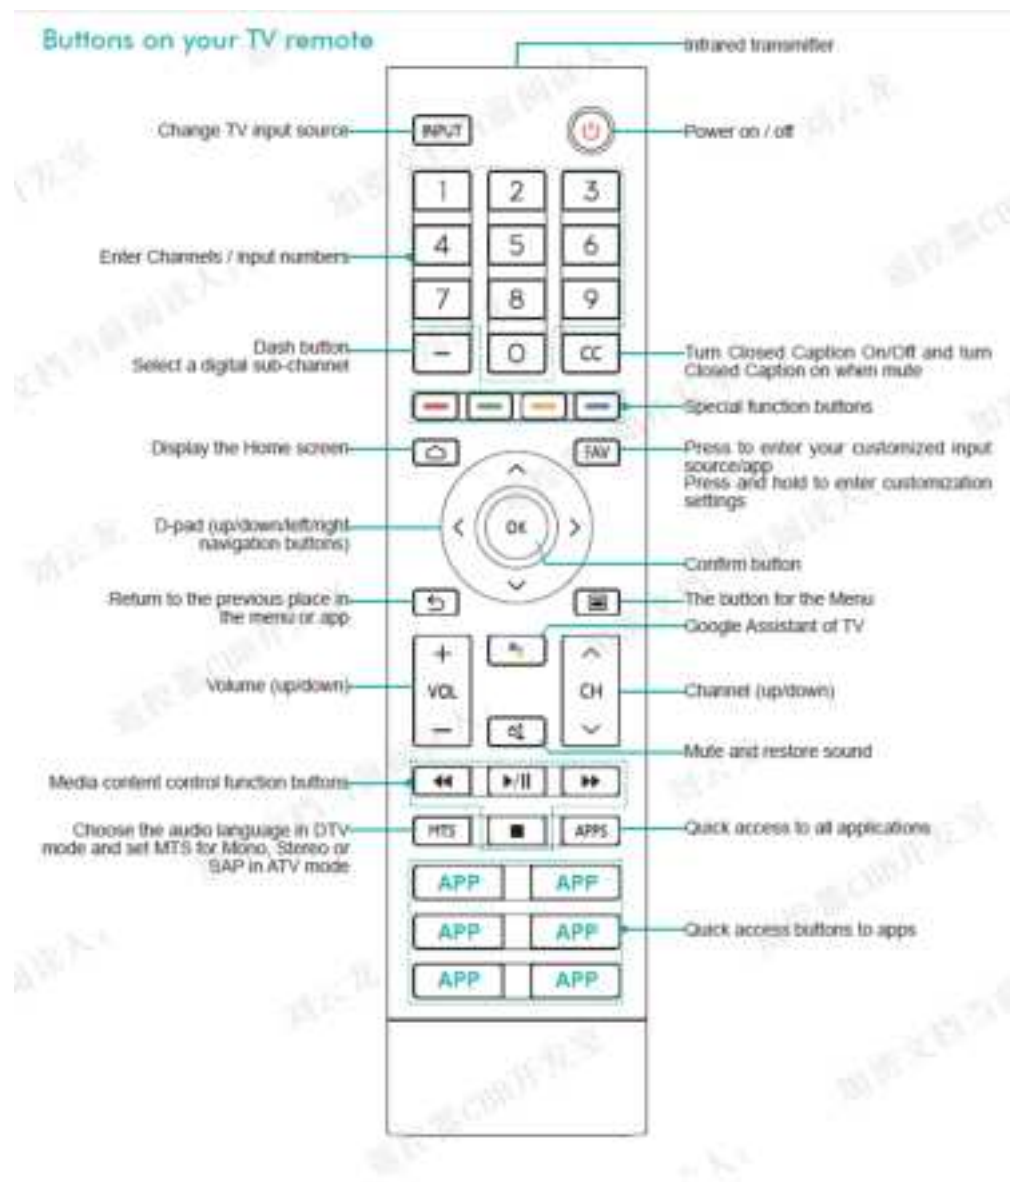 Buttons on your TV remote
Infrared transmitter
Change TV input source
INPUT
Power on / off
1 2 3
4 5 6
Enter Channels / input numbers
7 8 9
Dash button
Select a digital sub-channel
- 0 CC
Turn Closed Caption On/Off and turn
Closed Caption on when mute
Special function buttons
Display the Home screen
FAV
Press to enter your customized input
source/app
Press and hold to enter customization
settings
D-pad (up/down/left/right
navigation buttons)
OK
Confirm button
Return to the previous place in
the menu or app
The button for the Menu
Google Assistant of TV
Volume (up/down)
+
VOL
-
CH
Channel (up/down)
Mute and restore sound
Media content control function buttons
Choose the audio language in DTV
mode and set MTS for Mono, Stereo or
SAP in ATV mode
MTS
APPS
Quick access to all applications
APP APP
APP APP
Quick access buttons to apps
APP APP